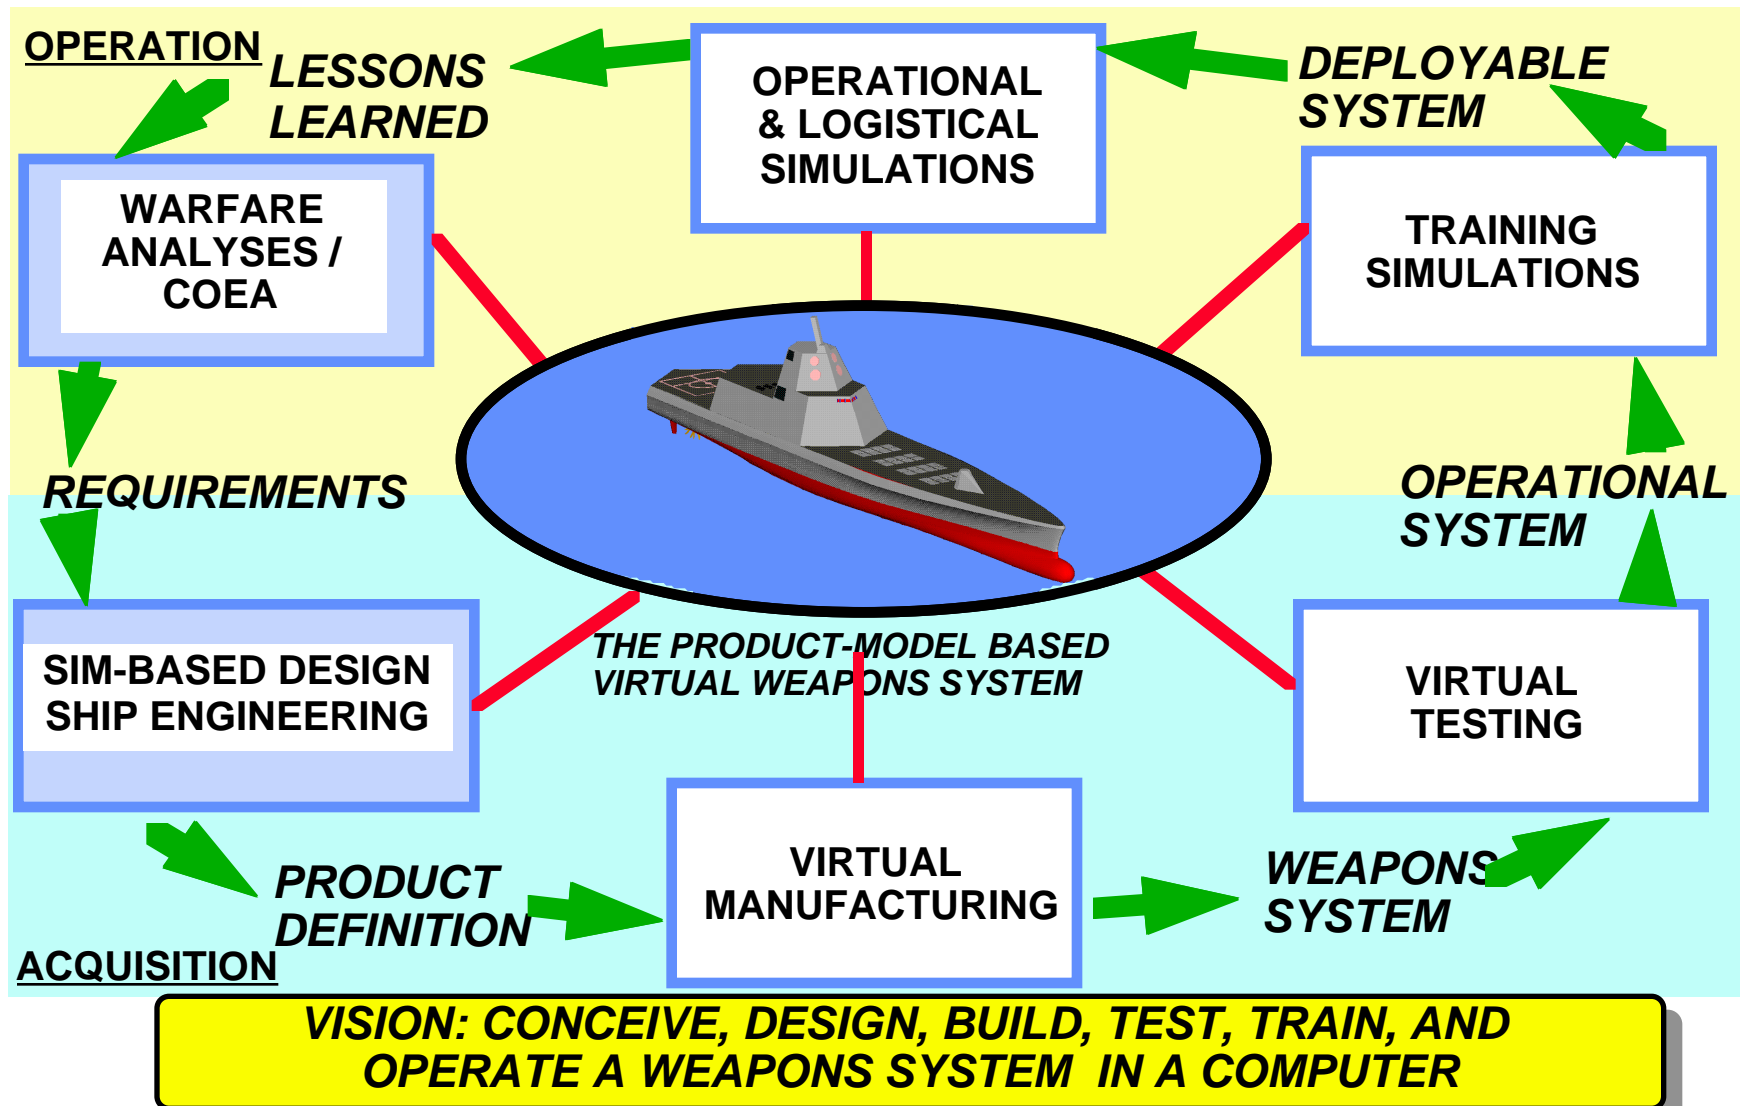 OPERATION
LESSONS
LEARNED
OPERATIONAL
& LOGISTICAL
SIMULATIONS
DEPLOYABLE
SYSTEM
WARFARE
ANALYSES /
COEA
TRAINING
SIMULATIONS
REQUIREMENTS
OPERATIONAL
SYSTEM
SIM-BASED DESIGN
SHIP ENGINEERING
THE PRODUCT-MODEL BASED
VIRTUAL WEAPONS SYSTEM
VIRTUAL
TESTING
PRODUCT
DEFINITION
VIRTUAL
MANUFACTURING
WEAPONS
SYSTEM
ACQUISITION
VISION: CONCEIVE, DESIGN, BUILD, TEST, TRAIN, AND
OPERATE A WEAPONS SYSTEM IN A COMPUTER